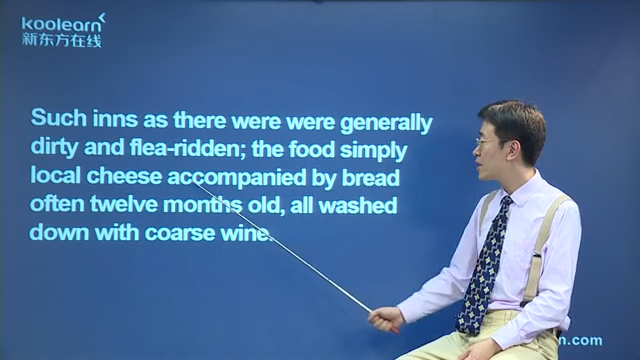 koolearn
新东方在线
Such inns as there were were generally
dirty and flea-ridden; the food simply
local cheese accompanied by bread
often twelve months old, all washed
down with coarse wine.
n.com